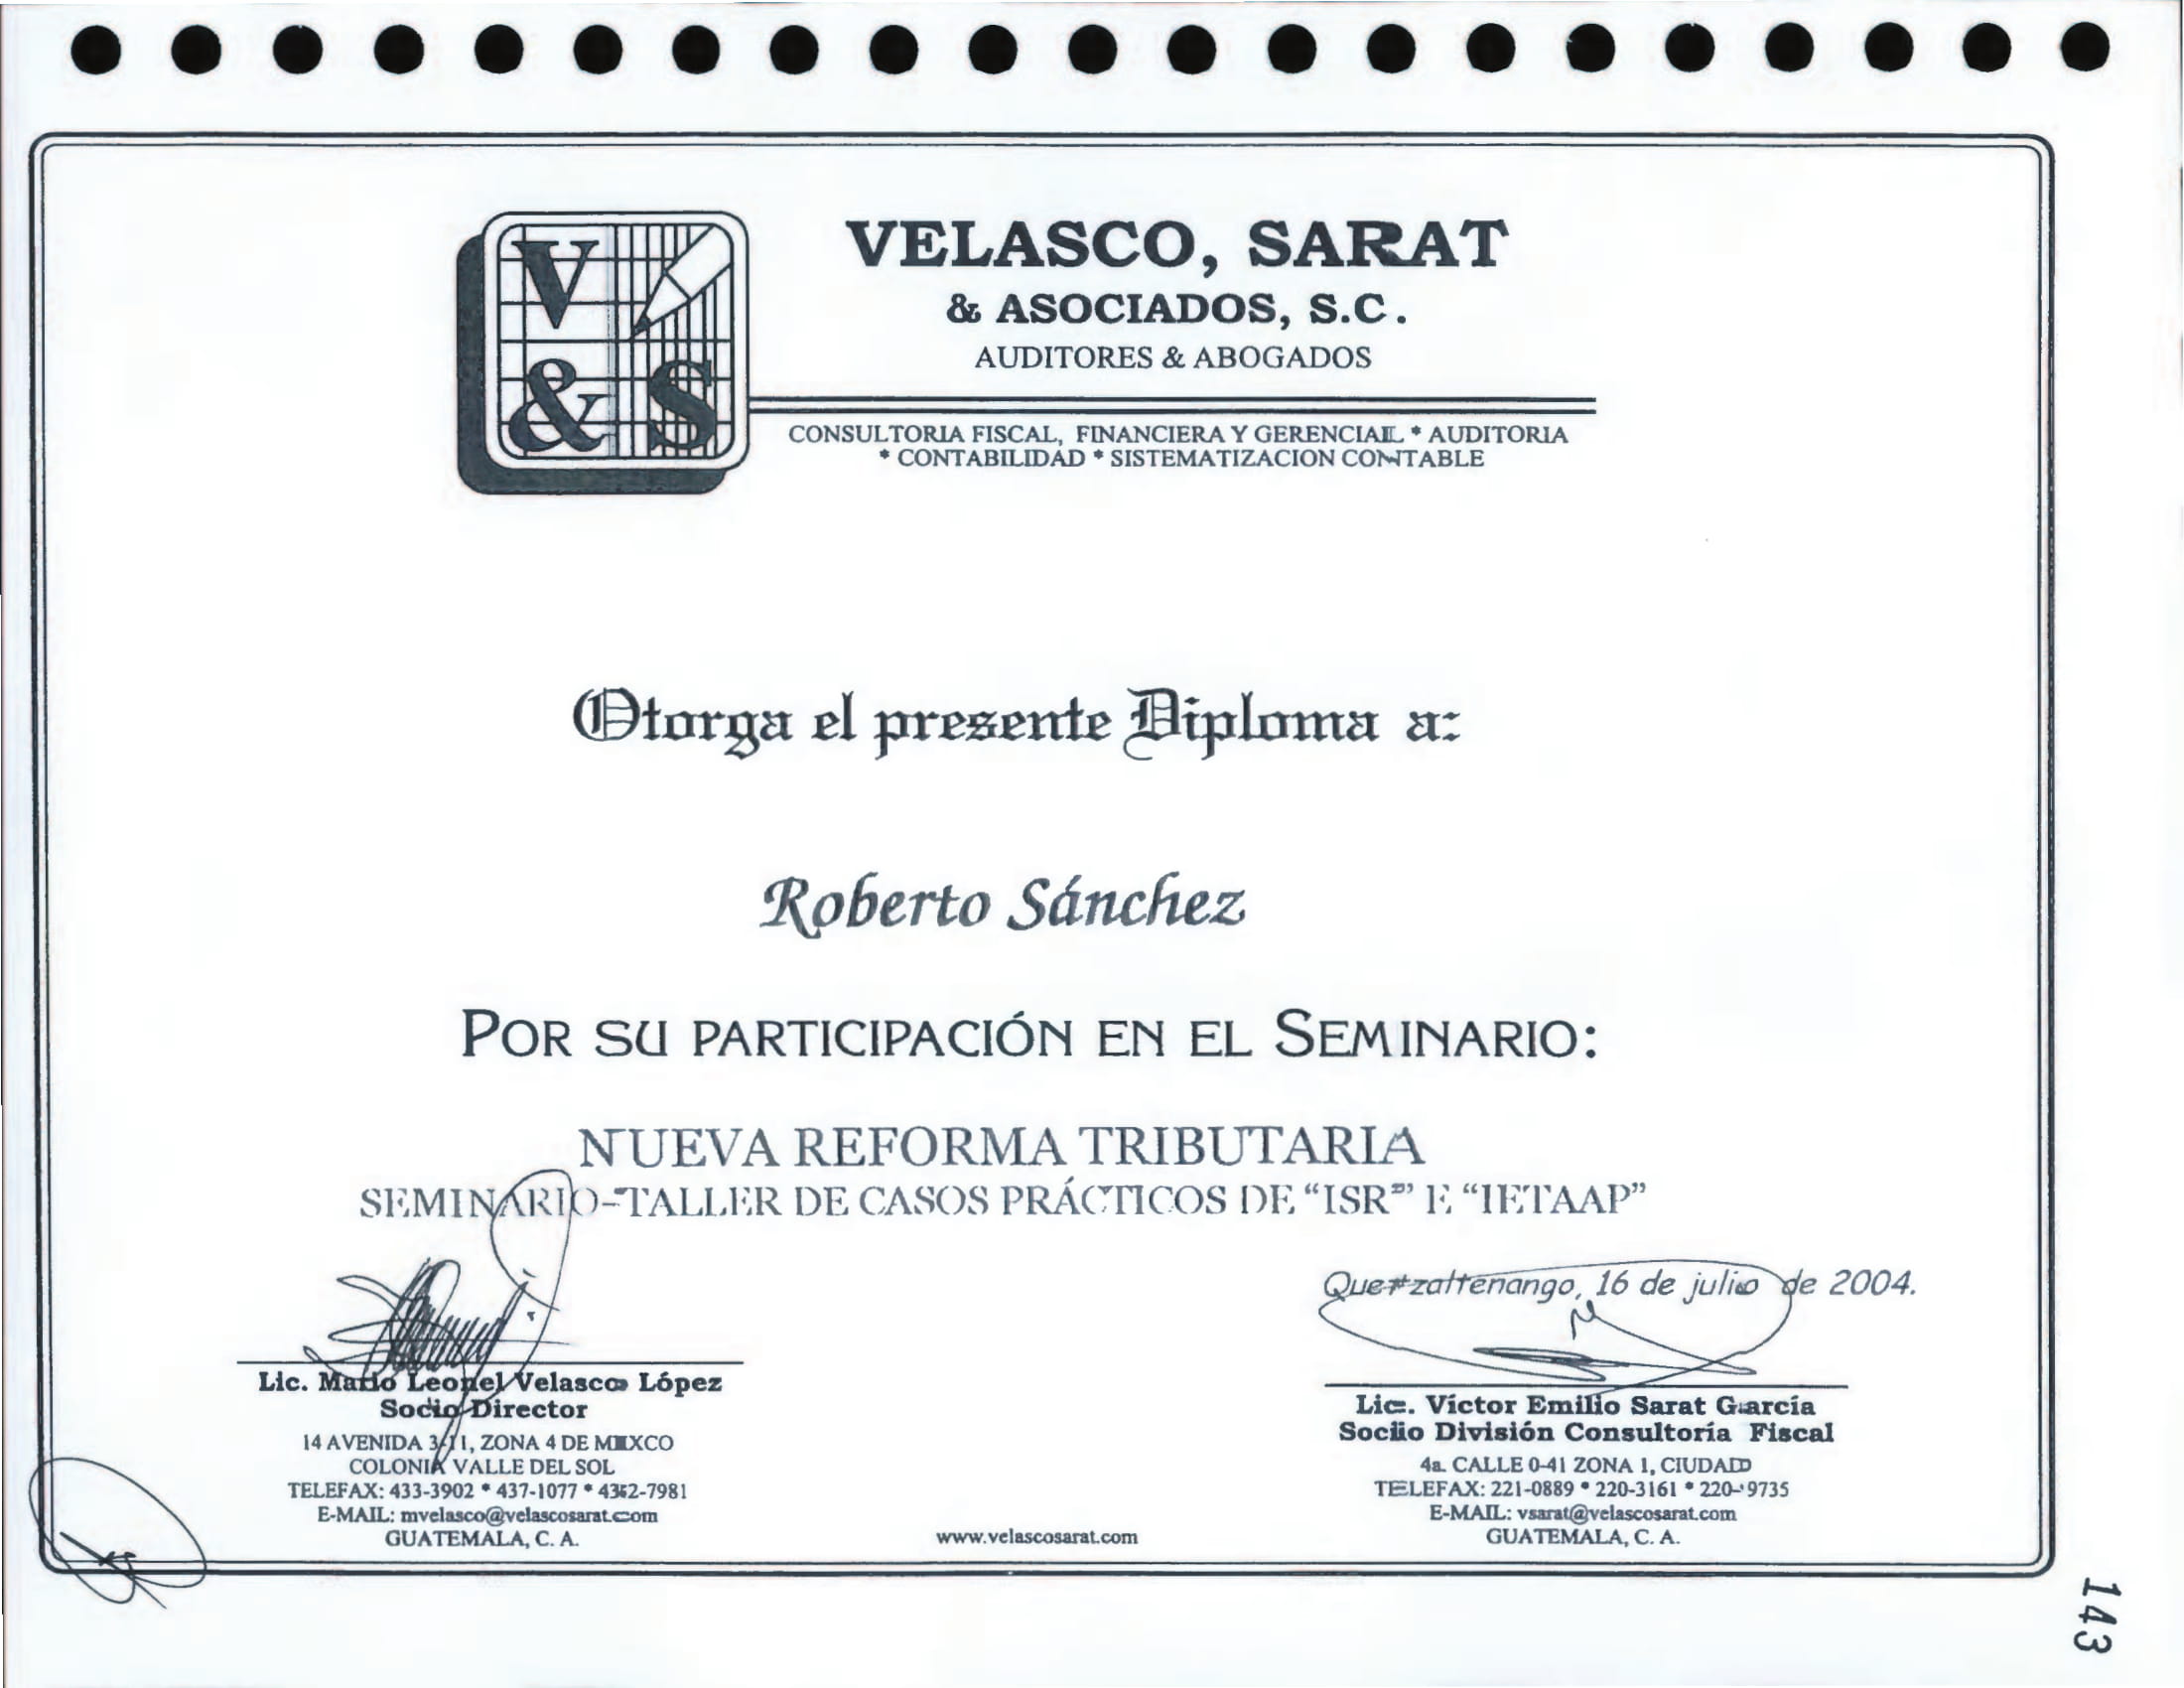 V
& S
VELASCO, SARAT
& ASOCIADOS, S.C.
AUDITORES & ABOGADOS
CONSULTORIA FISCAL, FINANCIERA Y GERENCIAL * AUDITORIA
* CONTABILIDAD * SISTEMATIZACION CONTABLE
Otorga el presente Diploma a:
Roberto Sánchez
POR SU PARTICIPACIÓN EN EL SEMINARIO:
NUEVA REFORMA TRIBUTARIA
SEMINARIO-TALLER DE CASOS PRÁCTICOS DE “ISR” E “IETAAP”
Quetzaltenango, 16 de julio de 2004.
Lic. Mario Leonel Velasco López
Socio Director
14 AVENIDA 3-11, ZONA 4 DE MIXCO
COLONIA VALLE DEL SOL
TELEFAX: 433-3902 * 437-1077 * 432-7981
E-MAIL: mvelasco@velascosarat.com
GUATEMALA, C. A.
www.velascosarat.com
Lic. Víctor Emilio Sarat García
Socio División Consultoría Fiscal
4a. CALLE 0-41 ZONA 1, CIUDAD
TELEFAX: 221-0889 * 220-3161 * 220-9735
E-MAIL: vsarat@velascosarat.com
GUATEMALA, C. A.
143